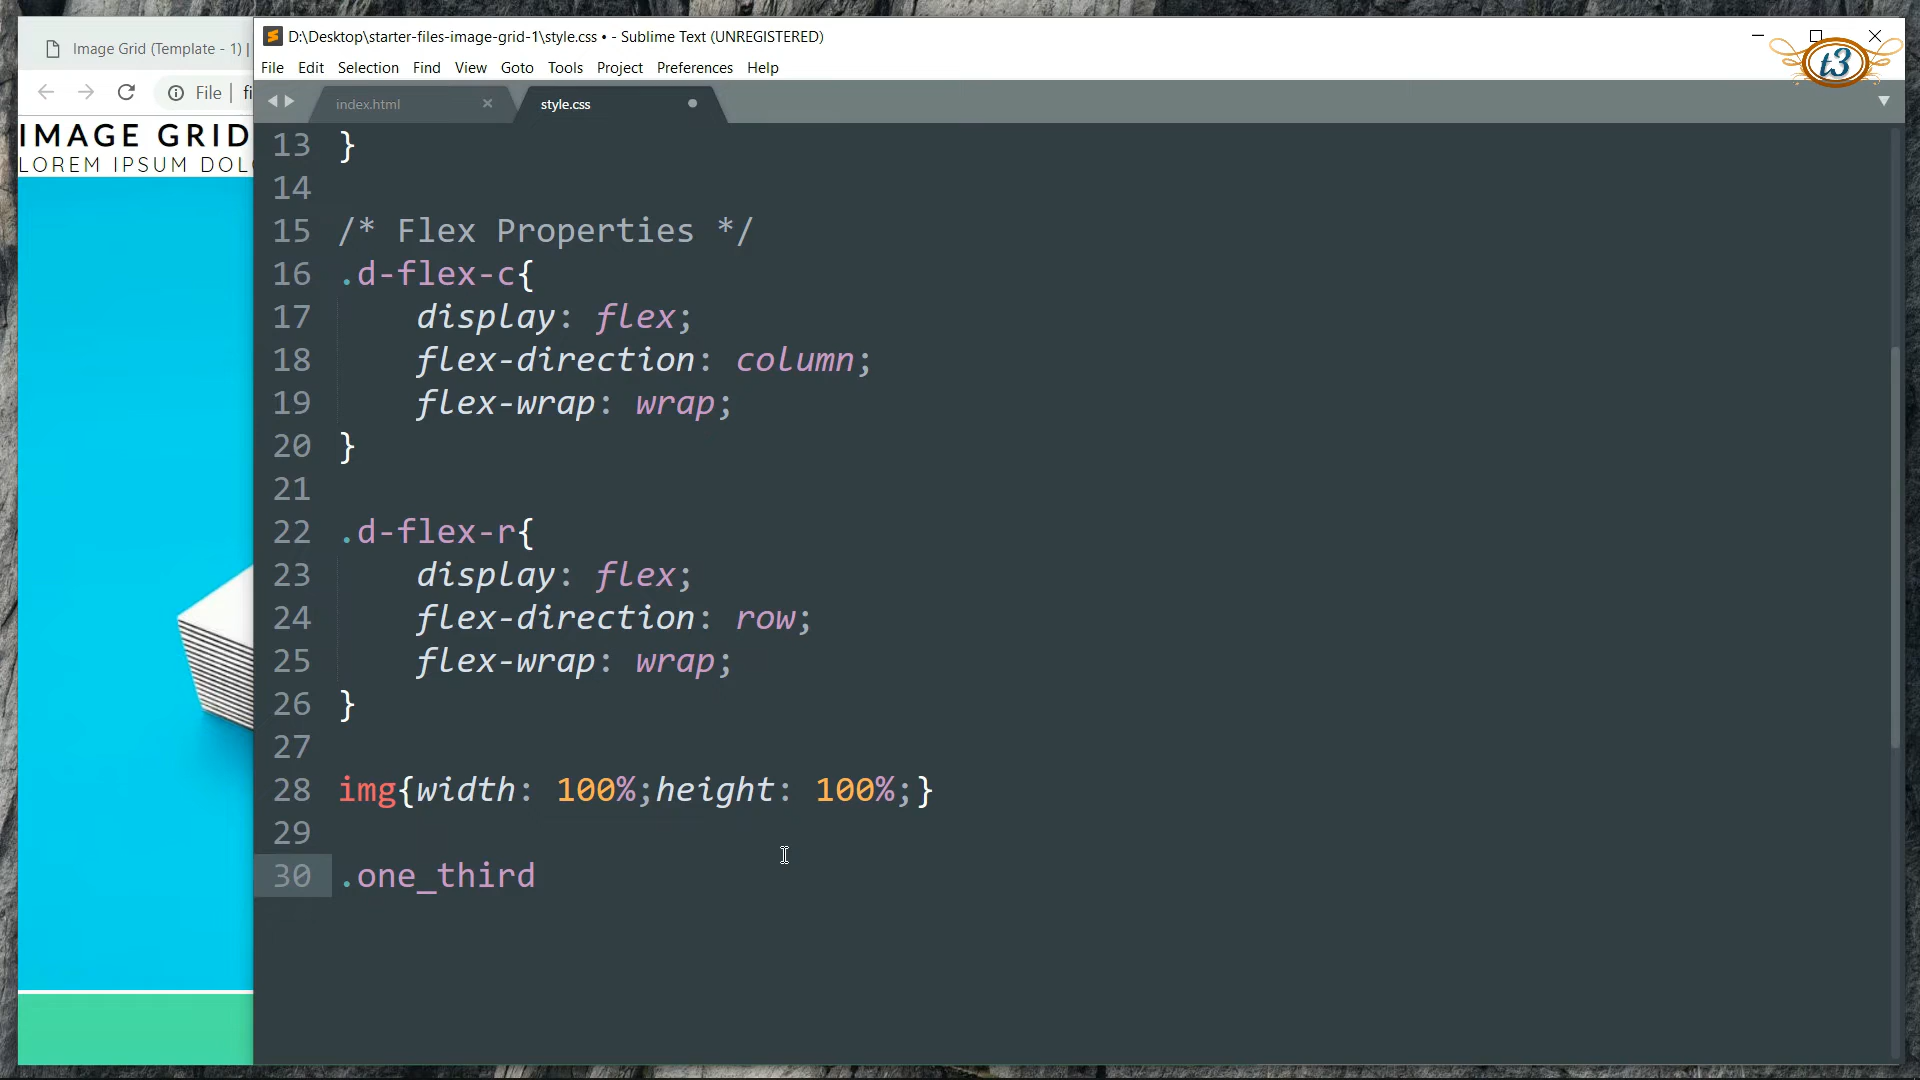 Image Grid (Template - 1) |
File
IMAGE GRID
LOREM IPSUM DOL
D:\Desktop\starter-files-image-grid-1\style.css • - Sublime Text (UNREGISTERED)
t3
File Edit Selection Find View Goto Tools Project Preferences Help
index.html style.css
13 }
14
15 /* Flex Properties */
16 .d-flex-c{
17 display: flex;
18 flex-direction: column;
19 flex-wrap: wrap;
20 }
21
22 .d-flex-r{
23 display: flex;
24 flex-direction: row;
25 flex-wrap: wrap;
26 }
27
28 img{width: 100%;height: 100%;}
29
30 .one_third